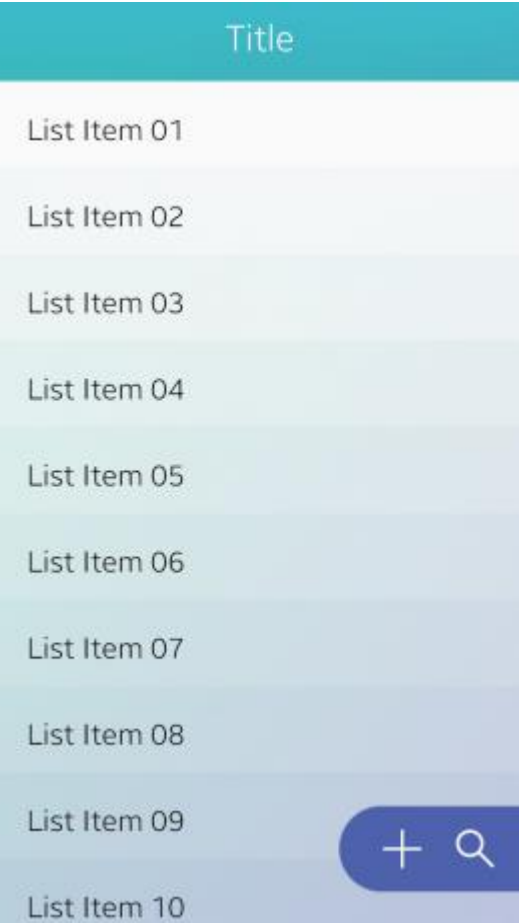 Title
List Item 01
List Item 02
List Item 03
List Item 04
List Item 05
List Item 06
List Item 07
List Item 08
List Item 09
List Item 10